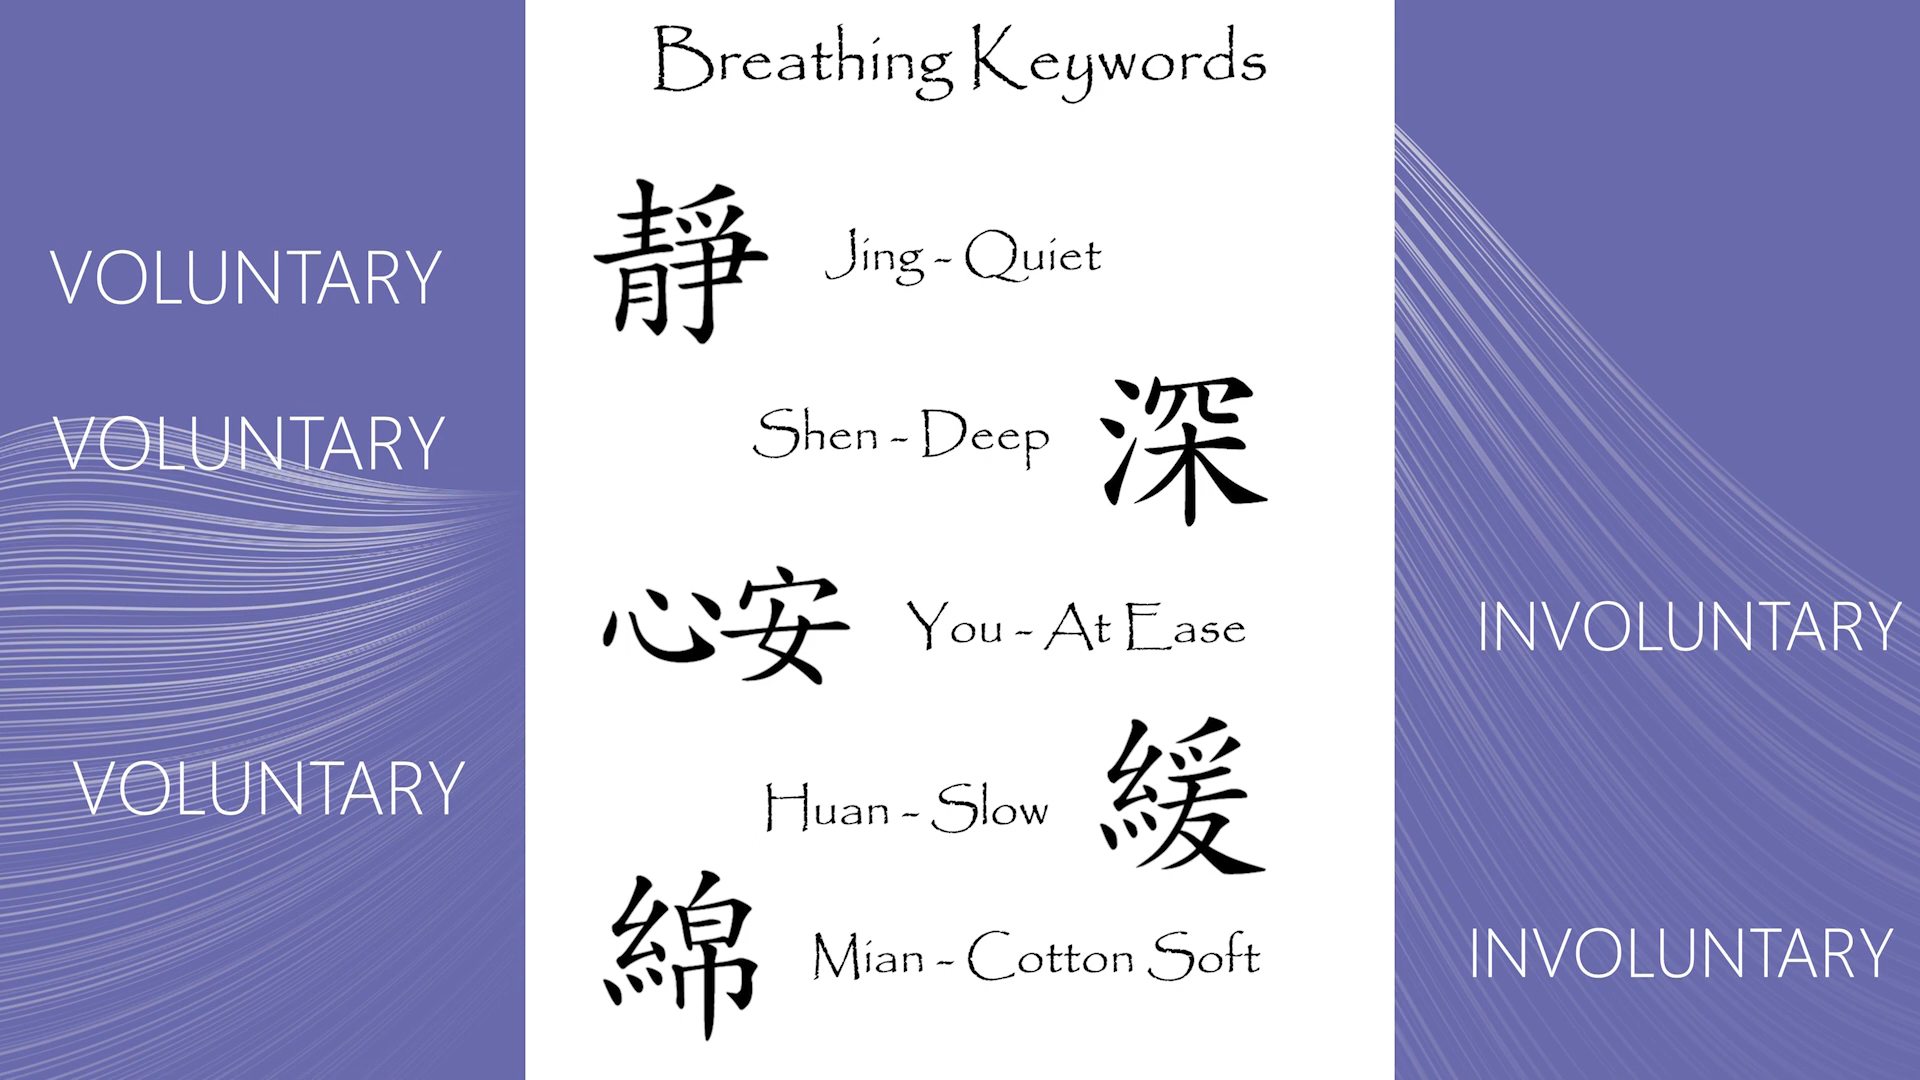 Breathing Keywords
VOLUNTARY 靜 Jing - Quiet
VOLUNTARY Shen - Deep 深
心安 You - At Ease INVOLUNTARY
VOLUNTARY Huan - Slow 緩
綿 Mian - Cotton Soft INVOLUNTARY